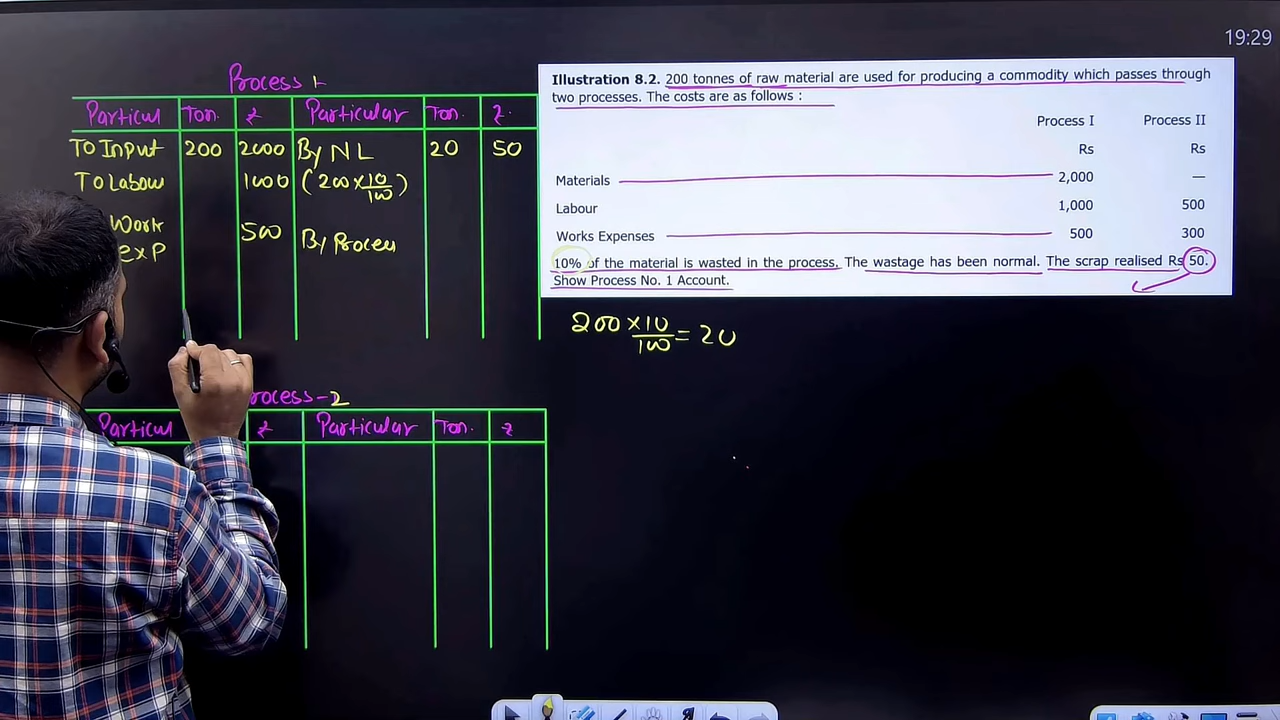 19:29
Process 1
Particul Ton. ₹ Particular Ton. ₹.
To Input 200 2000 By N L 20 50
To Labour 1000 (200 × 10/100)
Work 500 By Process
exp
Illustration 8.2. 200 tonnes of raw material are used for producing a commodity which passes through
two processes. The costs are as follows :
Process I Process II
Rs Rs
Materials 2,000 —
Labour 1,000 500
Works Expenses 500 300
10% of the material is wasted in the process. The wastage has been normal. The scrap realised Rs 50.
Show Process No. 1 Account.
200 × 10/100 = 20
rocess-2
Particul ₹ Particular Ton. ₹